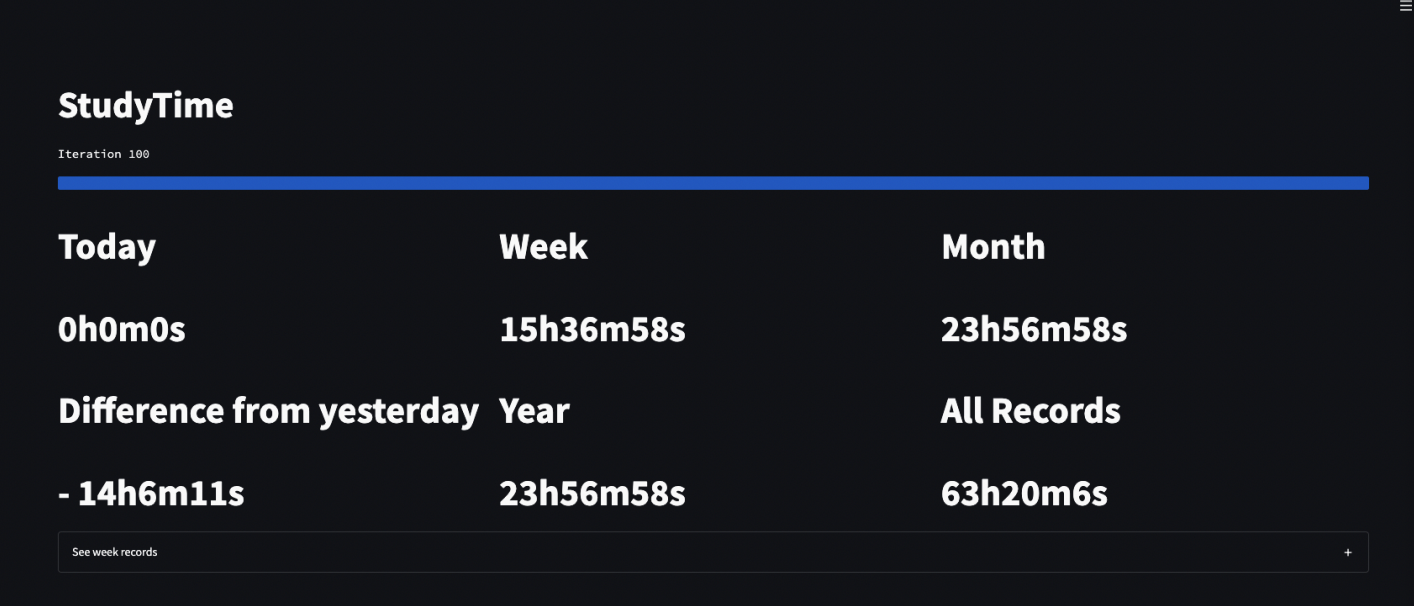 StudyTime
Iteration 100
Today
Week
Month
0h0m0s
15h36m58s
23h56m58s
Difference from yesterday
Year
All Records
- 14h6m11s
23h56m58s
63h20m6s
See week records
+